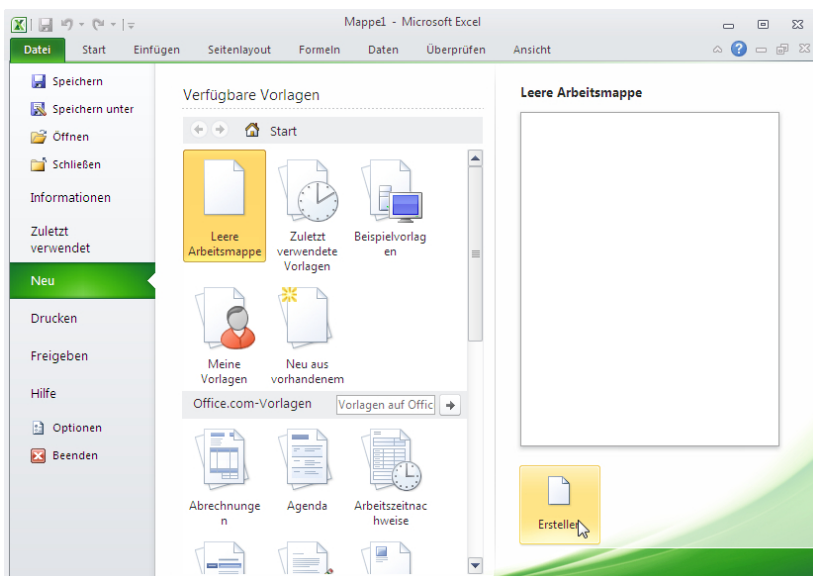 Mappe1 - Microsoft Excel
Datei Start Einfügen Seitenlayout Formeln Daten Überprüfen Ansicht
Speichern
Speichern unter
Öffnen
Schließen
Informationen
Zuletzt
verwendet
Neu
Drucken
Freigeben
Hilfe
Optionen
Beenden
Verfügbare Vorlagen
Start
Leere
Arbeitsmappe
Zuletzt
verwendete
Vorlagen
Beispielvorlag
en
Meine
Vorlagen
Neu aus
vorhandenem
Office.com-Vorlagen
Vorlagen auf Offic
Abrechnunge
n
Agenda
Arbeitszeitnac
hweise
Leere Arbeitsmappe
Erstellen